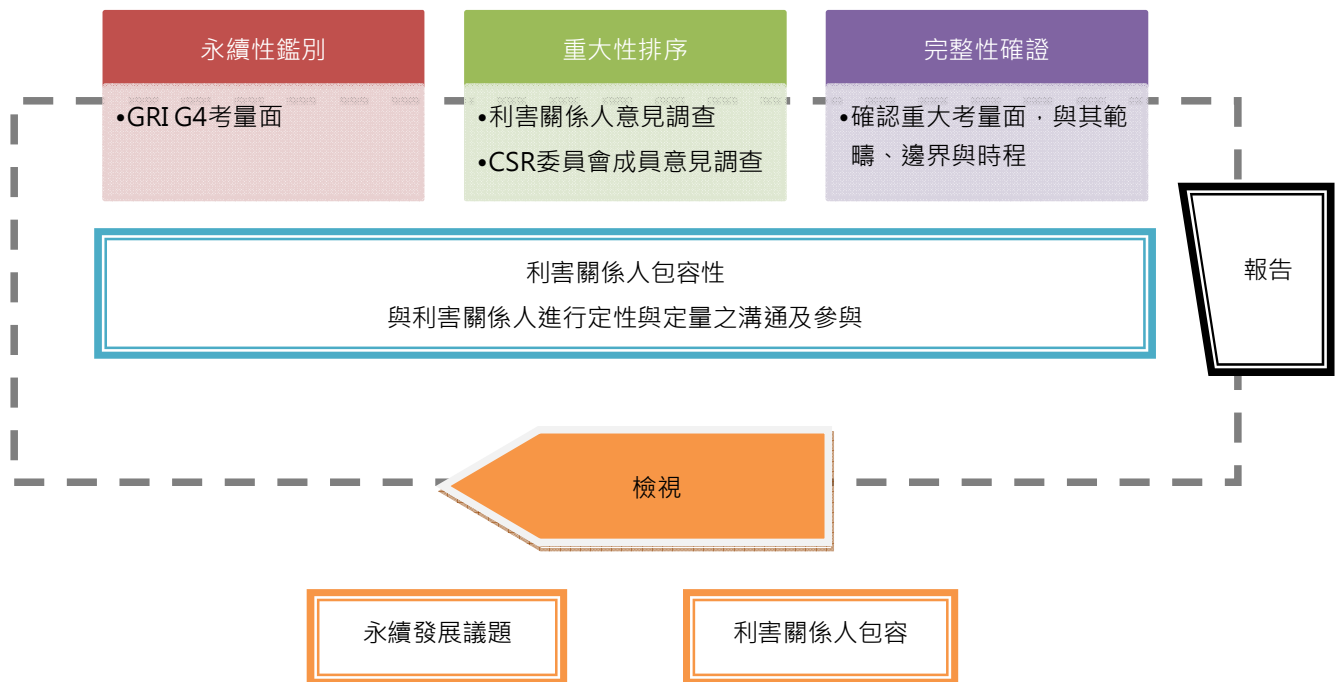 永續性鑑別
重大性排序
完整性確證
•GRI G4考量面
•利害關係人意見調查
•CSR委員會成員意見調查
•確認重大考量面，與其範
疇、邊界與時程
利害關係人包容性
與利害關係人進行定性與定量之溝通及參與
報告
檢視
永續發展議題
利害關係人包容